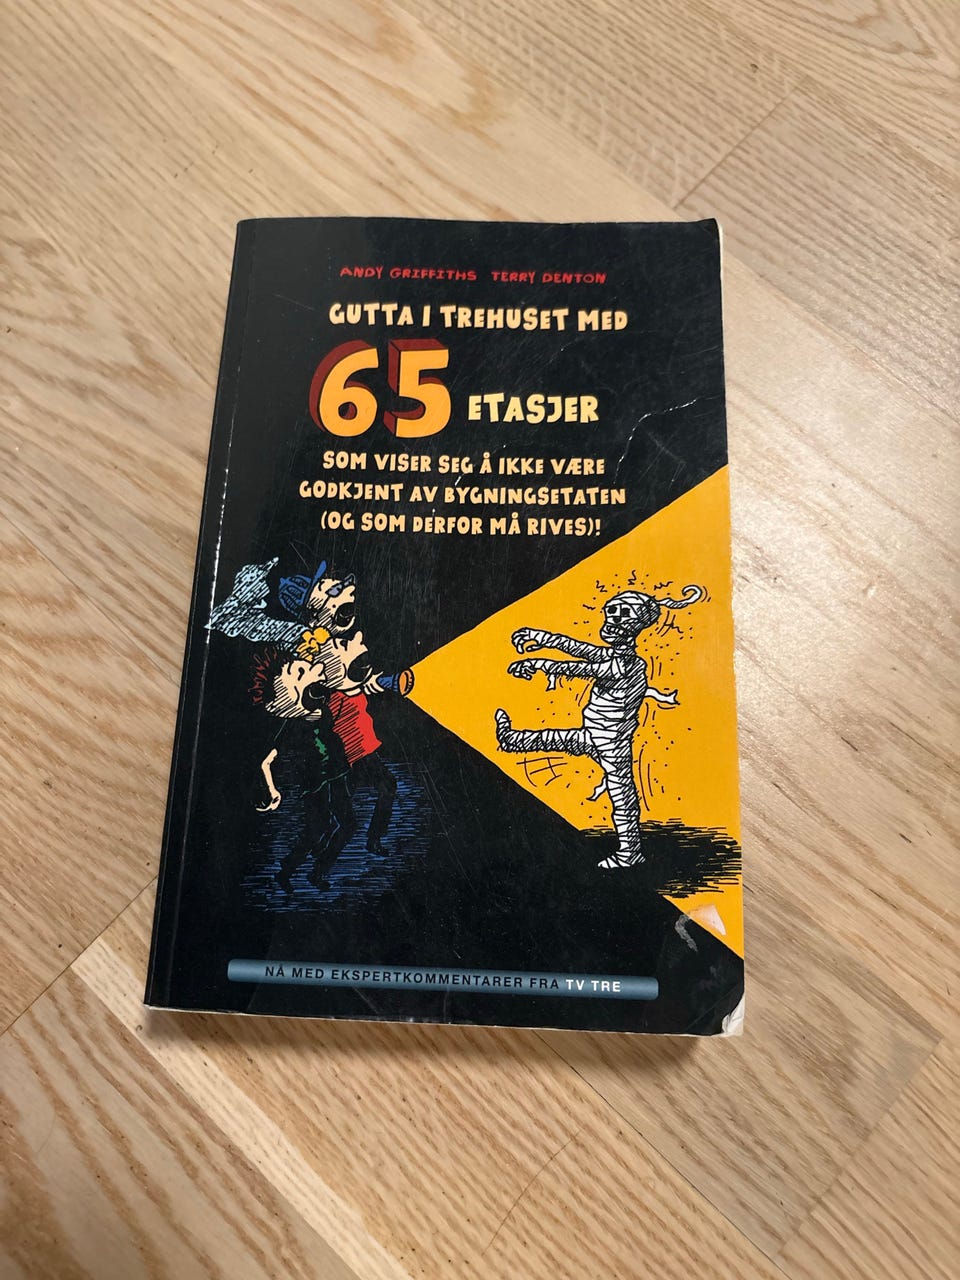 ANDY GRIFFITHS TERRY DENTON
GUTTA I TREHUSET MED
65 ETASJER
SOM VISER SEG Å IKKE VÆRE
GODKJENT AV BYGNINGSETATEN
(OG SOM DERFOR MÅ RIVES)!
NÅ MED EKSPERTKOMMENTARER FRA TV TRE